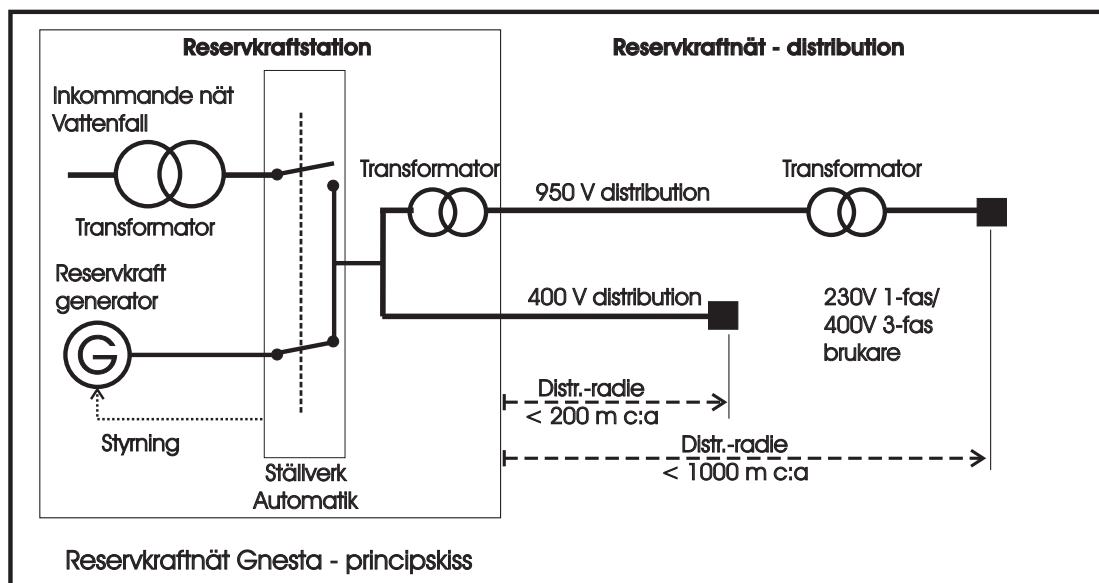 Reservkraftstation
Reservkraftnät - distribution
Inkommande nät
Vattenfall
Transformator
Transformator
Transformator
950 V distribution
Reservkraft
generator
G
400 V distribution
230V 1-fas/
400V 3-fas
brukare
Distr.-radie
< 200 m c:a
Styrning
Distr.-radie
< 1000 m c:a
Ställverk
Automatik
Reservkraftnät Gnesta - principskiss